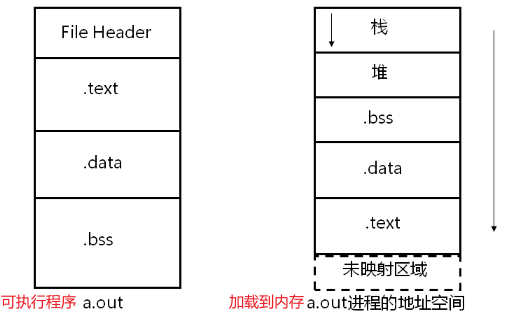 File Header
.text
.data
.bss
可执行程序 a.out
栈
堆
.bss
.data
.text
未映射区域
加载到内存 a.out进程的地址空间